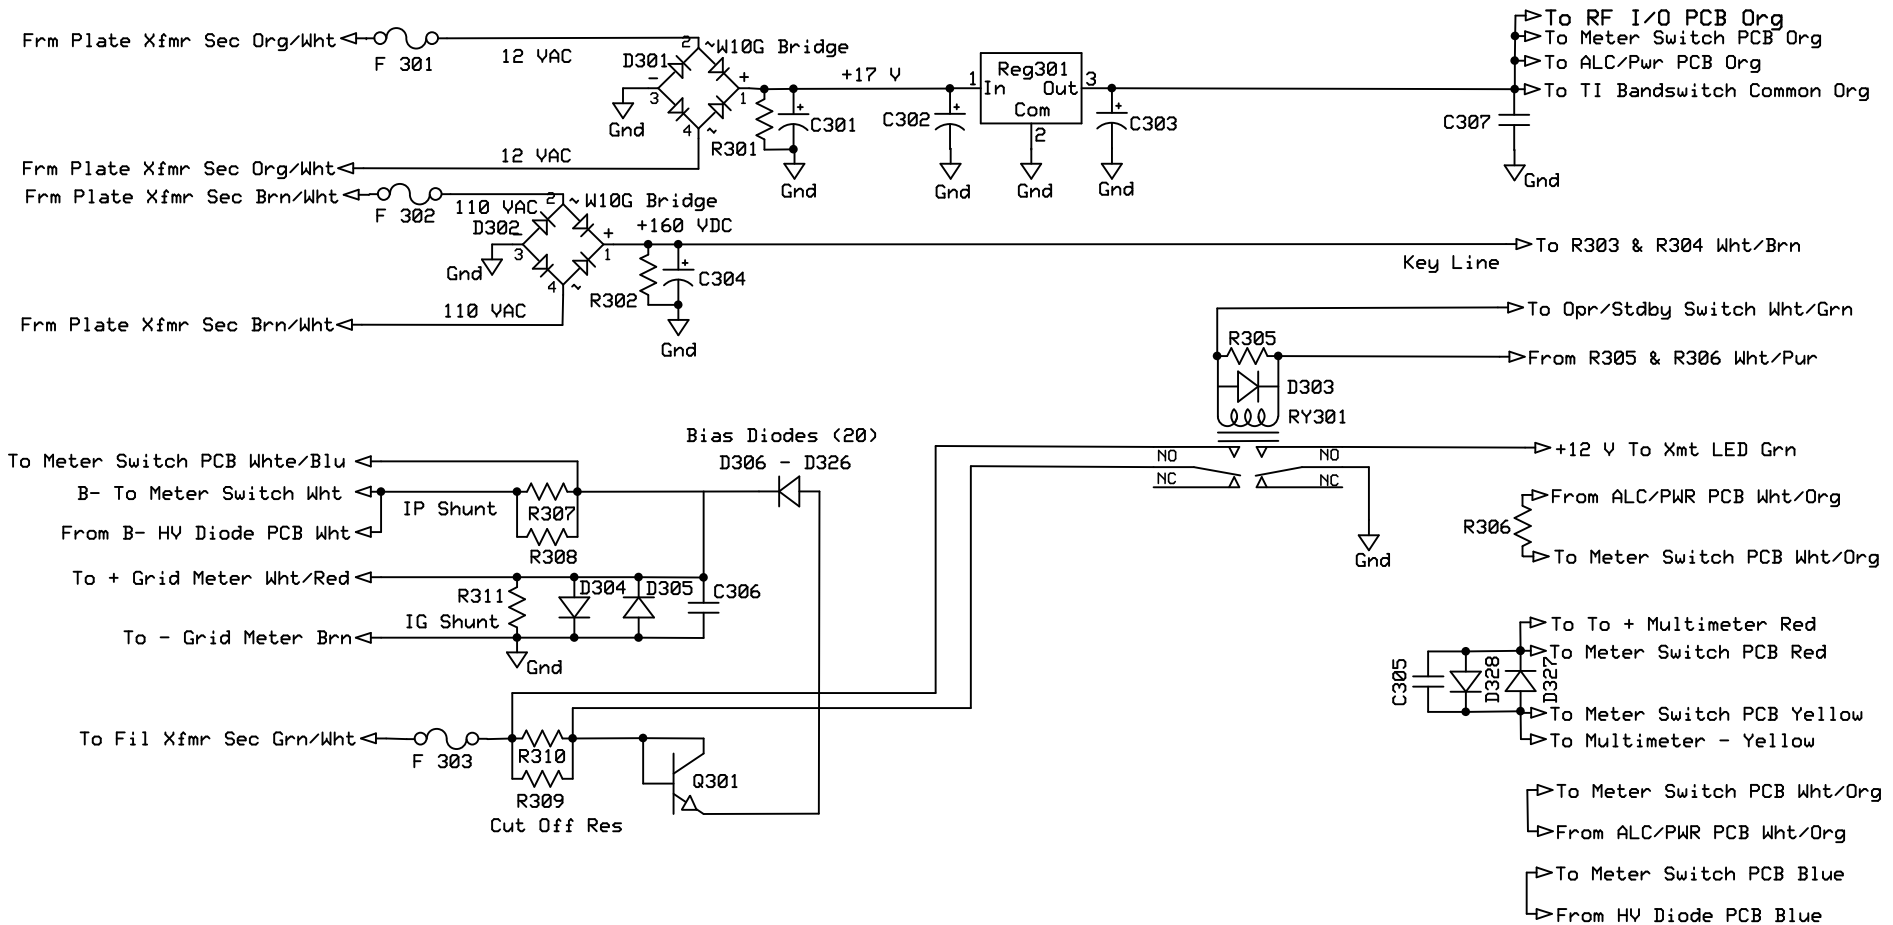 Frm Plate Xfmr Sec Org/Wht
F 301
12 VAC
D301
2
~
W10G Bridge
-
3
+
1
4
~
Gnd
Frm Plate Xfmr Sec Org/Wht
12 VAC
R301
C301
+17 V
Gnd
C302
Gnd
1
Reg301
In
Out
Com
3
2
Gnd
C303
Gnd
C307
Gnd
To RF I/O PCB Org
To Meter Switch PCB Org
To ALC/Pwr PCB Org
To TI Bandswitch Common Org
Frm Plate Xfmr Sec Brn/Wht
F 302
110 VAC
D302
2
~
W10G Bridge
-
3
+
1
4
~
Gnd
+160 VDC
R302
C304
Gnd
Frm Plate Xfmr Sec Brn/Wht
110 VAC
To R303 & R304 Wht/Brn
Key Line
To Opr/Stdby Switch Wht/Grn
R305
From R305 & R306 Wht/Pur
D303
RY301
+12 V To Xmt LED Grn
NO
NO
NC
NC
Gnd
From ALC/PWR PCB Wht/Org
R306
To Meter Switch PCB Wht/Org
Bias Diodes (20)
D306 - D326
To Meter Switch PCB Whte/Blu
B- To Meter Switch Wht
IP Shunt
R307
From B- HV Diode PCB Wht
R308
To + Grid Meter Wht/Red
R311
D304
D305
C306
IG Shunt
To - Grid Meter Brn
Gnd
To Fil Xfmr Sec Grn/Wht
F 303
R310
R309
Cut Off Res
Q301
To To + Multimeter Red
To Meter Switch PCB Red
C305
D328
D327
To Meter Switch PCB Yellow
To Multimeter - Yellow
To Meter Switch PCB Wht/Org
From ALC/PWR PCB Wht/Org
To Meter Switch PCB Blue
From HV Diode PCB Blue